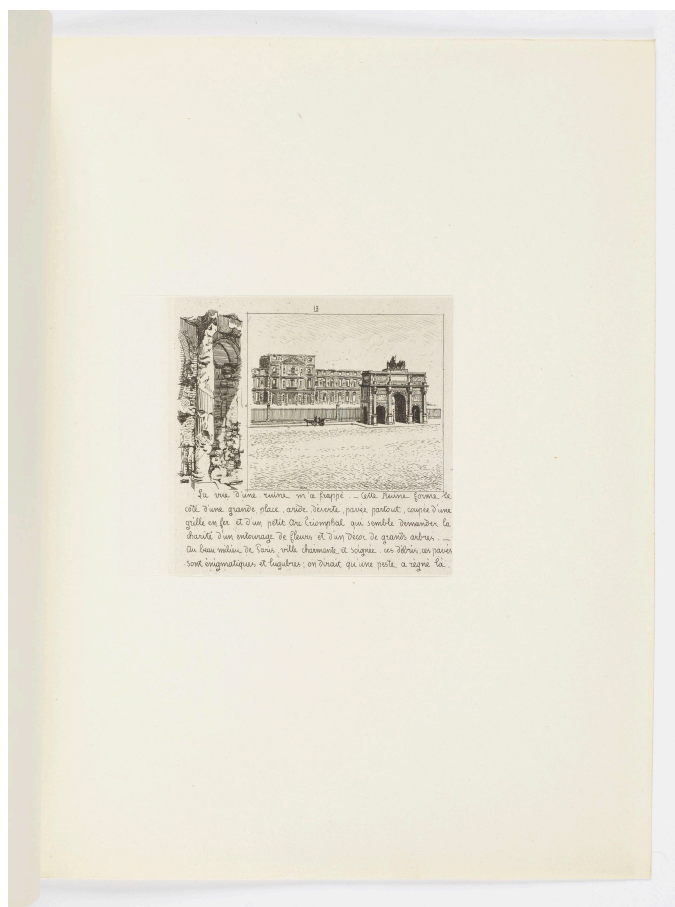 13
La vue d'une ruine m'a frappé. — Cette Ruine forme le
côté d'une grande place, aride, déserte, pavée partout, coupée d'une
grille en fer et d'un petit Arc Triomphal qui semble demander la
charité d'un entourage de fleurs et d'un décor de grands arbres. —
Au beau milieu de Paris, ville charmante et soignée, ces débris, ces pavés
sont énigmatiques et lugubres; on dirait qu'une peste a régné là.